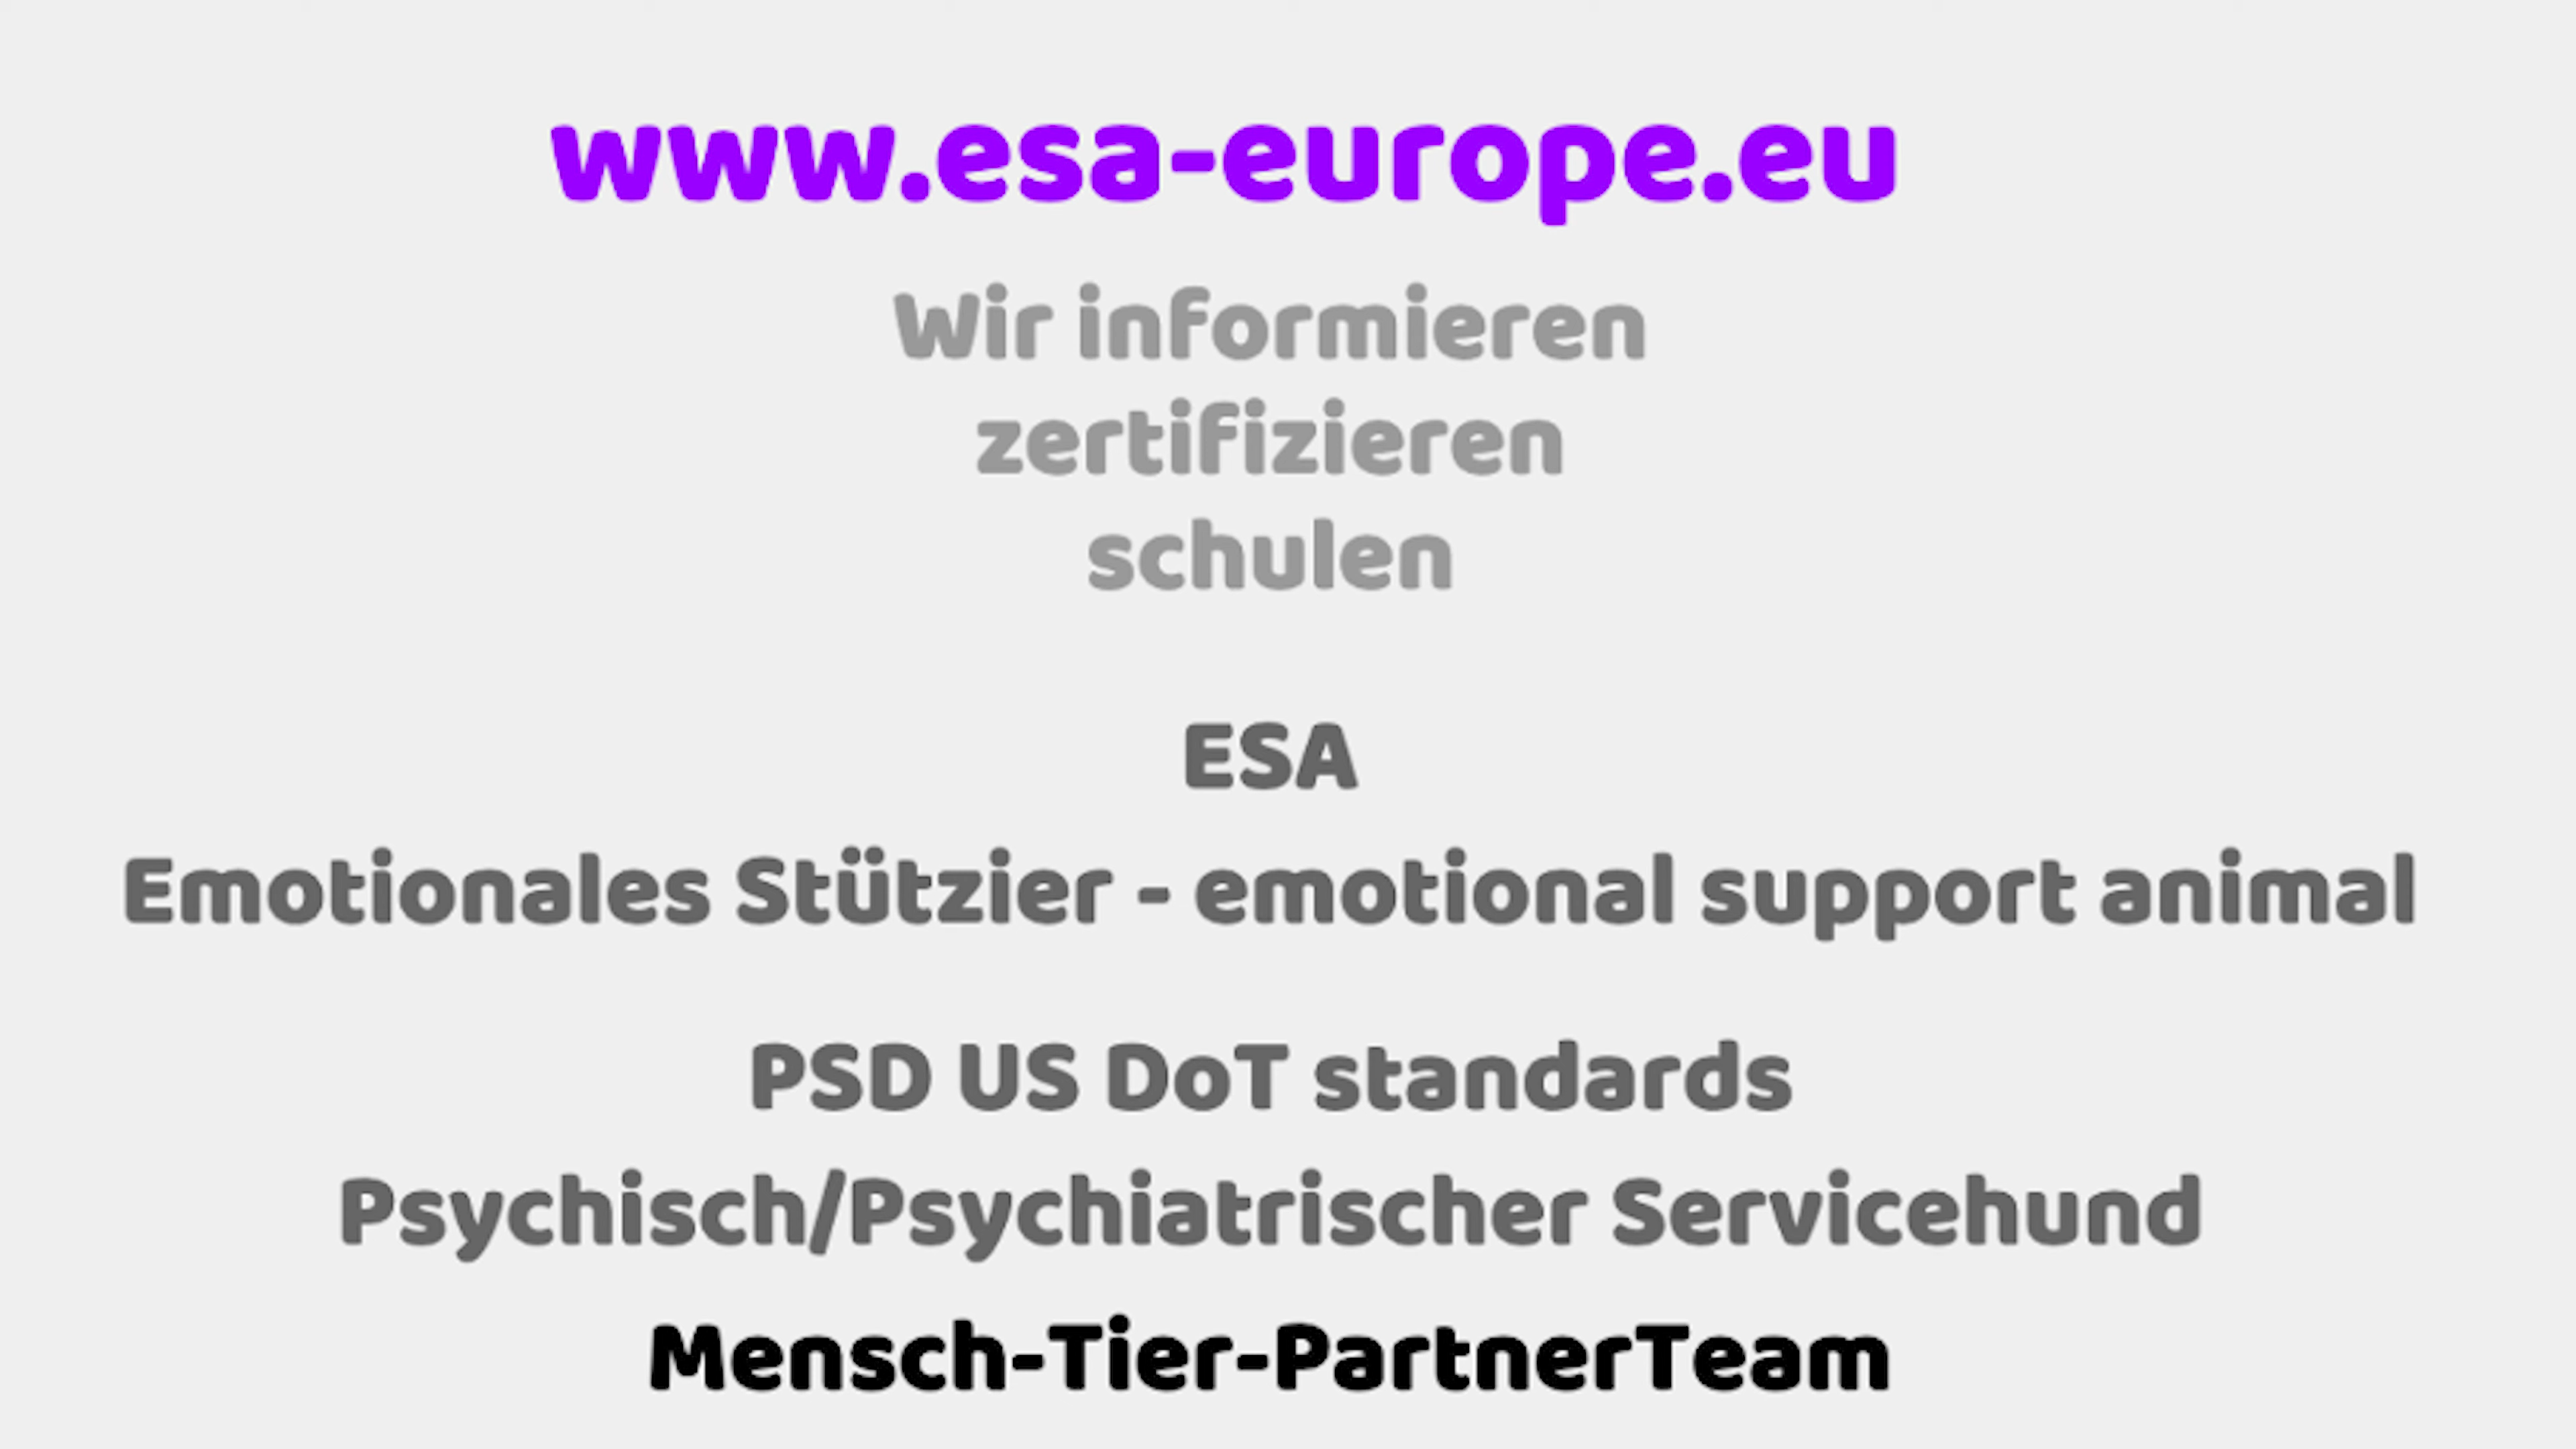 www.esa-europe.eu
Wir informieren
zertifizieren
schulen
ESA
Emotionales Stützier - emotional support animal
PSD US DoT standards
Psychisch/Psychiatrischer Servicehund
Mensch-Tier-PartnerTeam